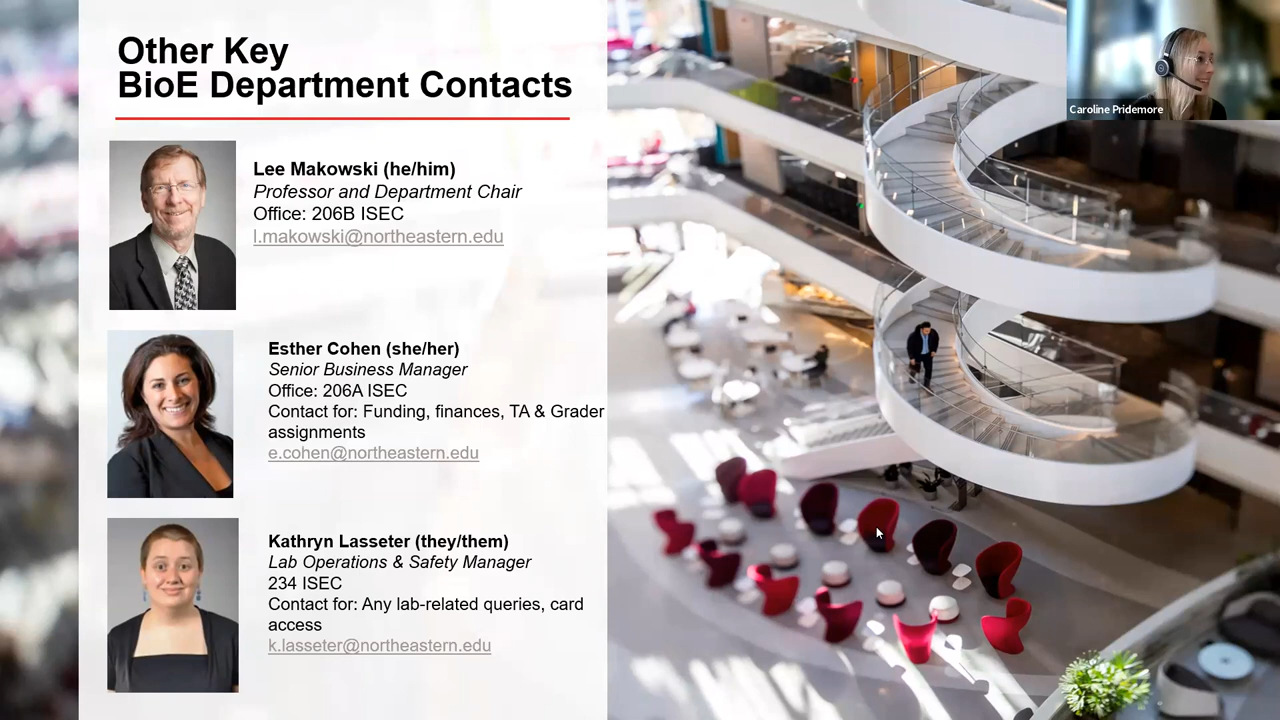 Other Key
BioE Department Contacts
Lee Makowski (he/him)
Professor and Department Chair
Office: 206B ISEC
l.makowski@northeastern.edu
Esther Cohen (she/her)
Senior Business Manager
Office: 206A ISEC
Contact for: Funding, finances, TA & Grader
assignments
e.cohen@northeastern.edu
Kathryn Lasseter (they/them)
Lab Operations & Safety Manager
234 ISEC
Contact for: Any lab-related queries, card
access
k.lasseter@northeastern.edu
Caroline Pridemore